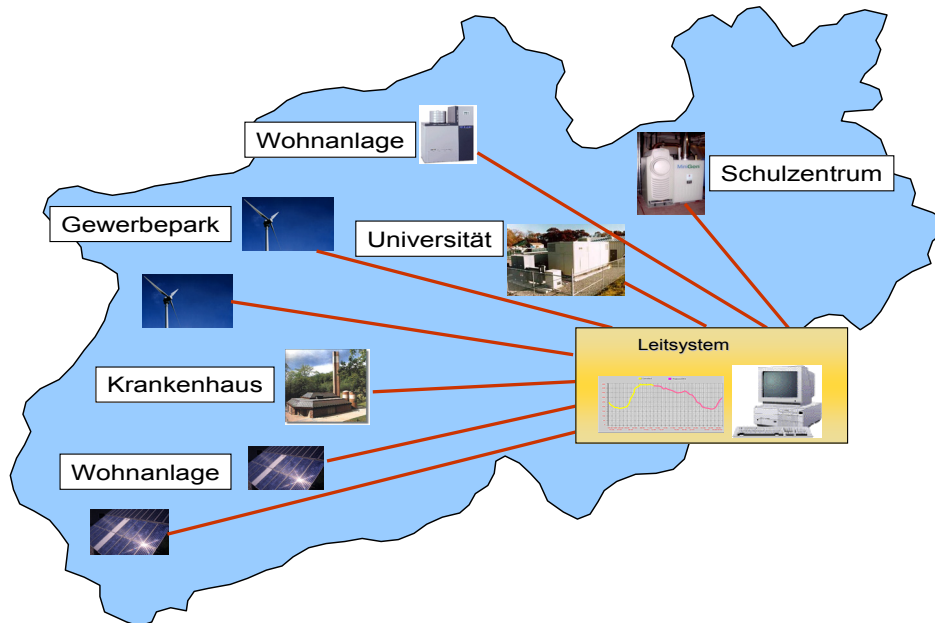 Wohnanlage
Schulzentrum
Gewerbepark
Universität
Leitsystem
Krankenhaus
Wohnanlage